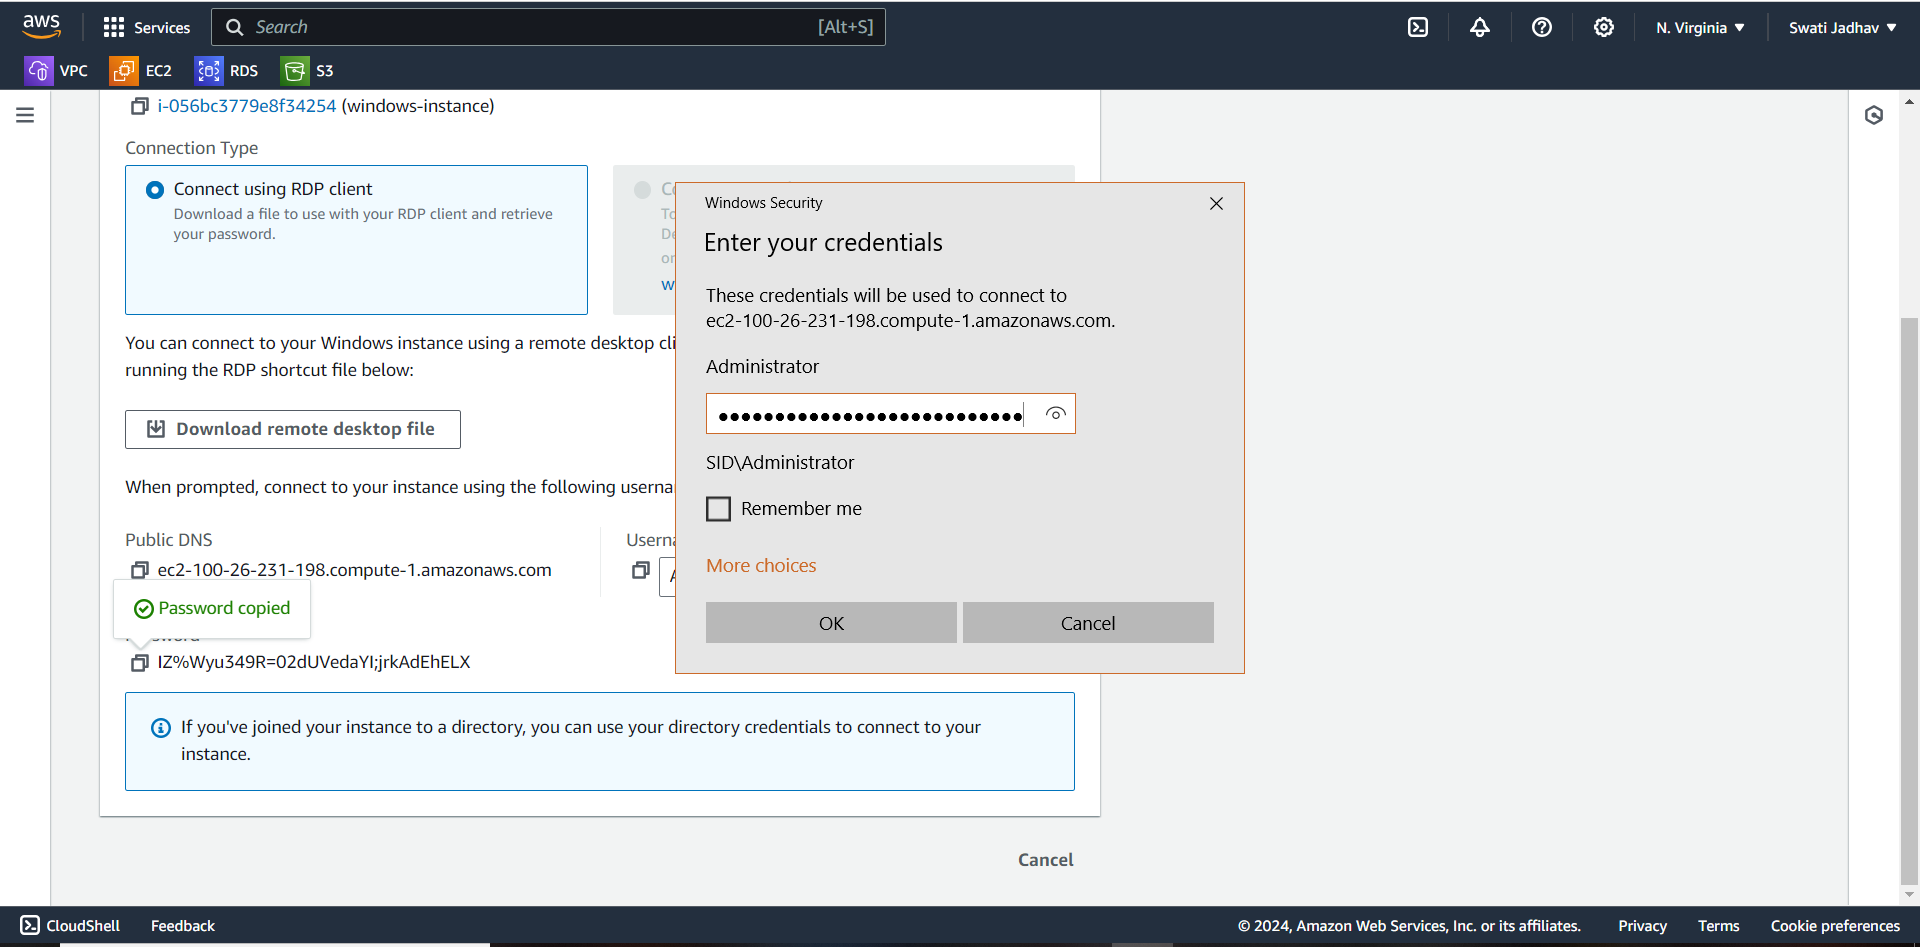 aws
Services
Search
[Alt+S]
N. Virginia
Swati Jadhav
VPC
EC2
RDS
S3
i-056bc3779e8f34254 (windows-instance)
Connection Type
Connect using RDP client
Download a file to use with your RDP client and retrieve
your password.
You can connect to your Windows instance using a remote desktop cli
running the RDP shortcut file below:
Download remote desktop file
When prompted, connect to your instance using the following userna
Public DNS
ec2-100-26-231-198.compute-1.amazonaws.com
Userna
Password copied
IZ%Wyu349R=02dUVedaYI;jrkAdEhELX
If you've joined your instance to a directory, you can use your directory credentials to connect to your
instance.
Cancel
Windows Security
Enter your credentials
These credentials will be used to connect to
ec2-100-26-231-198.compute-1.amazonaws.com.
Administrator
SID\Administrator
Remember me
More choices
OK
Cancel
CloudShell
Feedback
© 2024, Amazon Web Services, Inc. or its affiliates.
Privacy
Terms
Cookie preferences